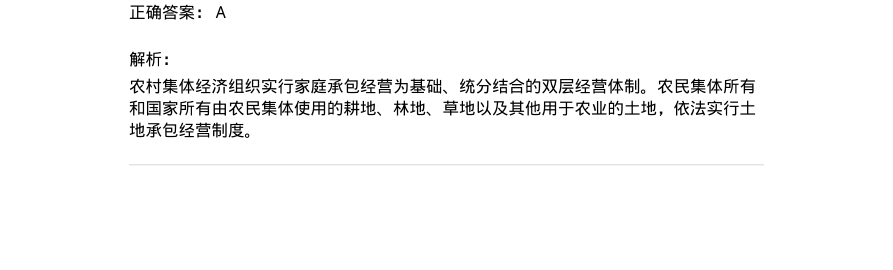 正确答案： A
解析：
农村集体经济组织实行家庭承包经营为基础、统分结合的双层经营体制。农民集体所有
和国家所有由农民集体使用的耕地、林地、草地以及其他用于农业的土地，依法实行土
地承包经营制度。